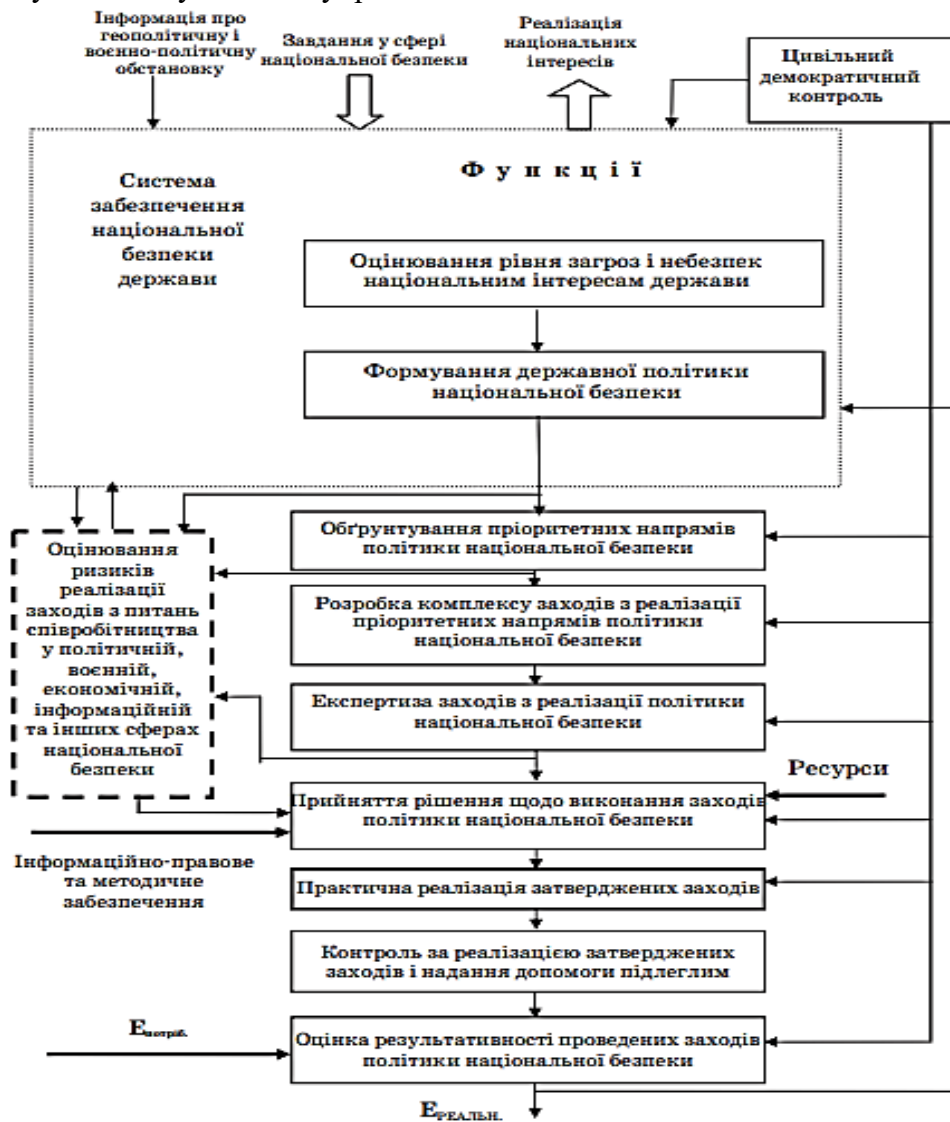 Інформація про
геополітичну і
воєнно-політичну
обстановку
Завдання у сфері
національної безпеки
Реалізація
національних
інтересів
Цивільний
демократичний
контроль
Система
забезпечення
національної
безпеки
держави
Функції
Оцінювання рівня загроз і небезпек
національним інтересам держави
Формування державної політики
національної безпеки
Оцінювання
ризиків
реалізації
заходів з питань
співробітництва
у політичній,
воєнній,
економічній,
інформаційній
та інших сферах
національної
безпеки
Обґрунтування пріоритетних напрямів
політики національної безпеки
Розробка комплексу заходів з реалізації
пріоритетних напрямів політики
національної безпеки
Експертиза заходів з реалізації політики
національної безпеки
Ресурси
Прийняття рішення щодо виконання заходів
політики національної безпеки
Інформаційно-правове
та методичне
забезпечення
Практична реалізація затверджених заходів
Контроль за реалізацією затверджених
заходів і надання допомоги підлеглим
Eпотріб.
Оцінка результативності проведених заходів
політики національної безпеки
EРЕАЛЬН.